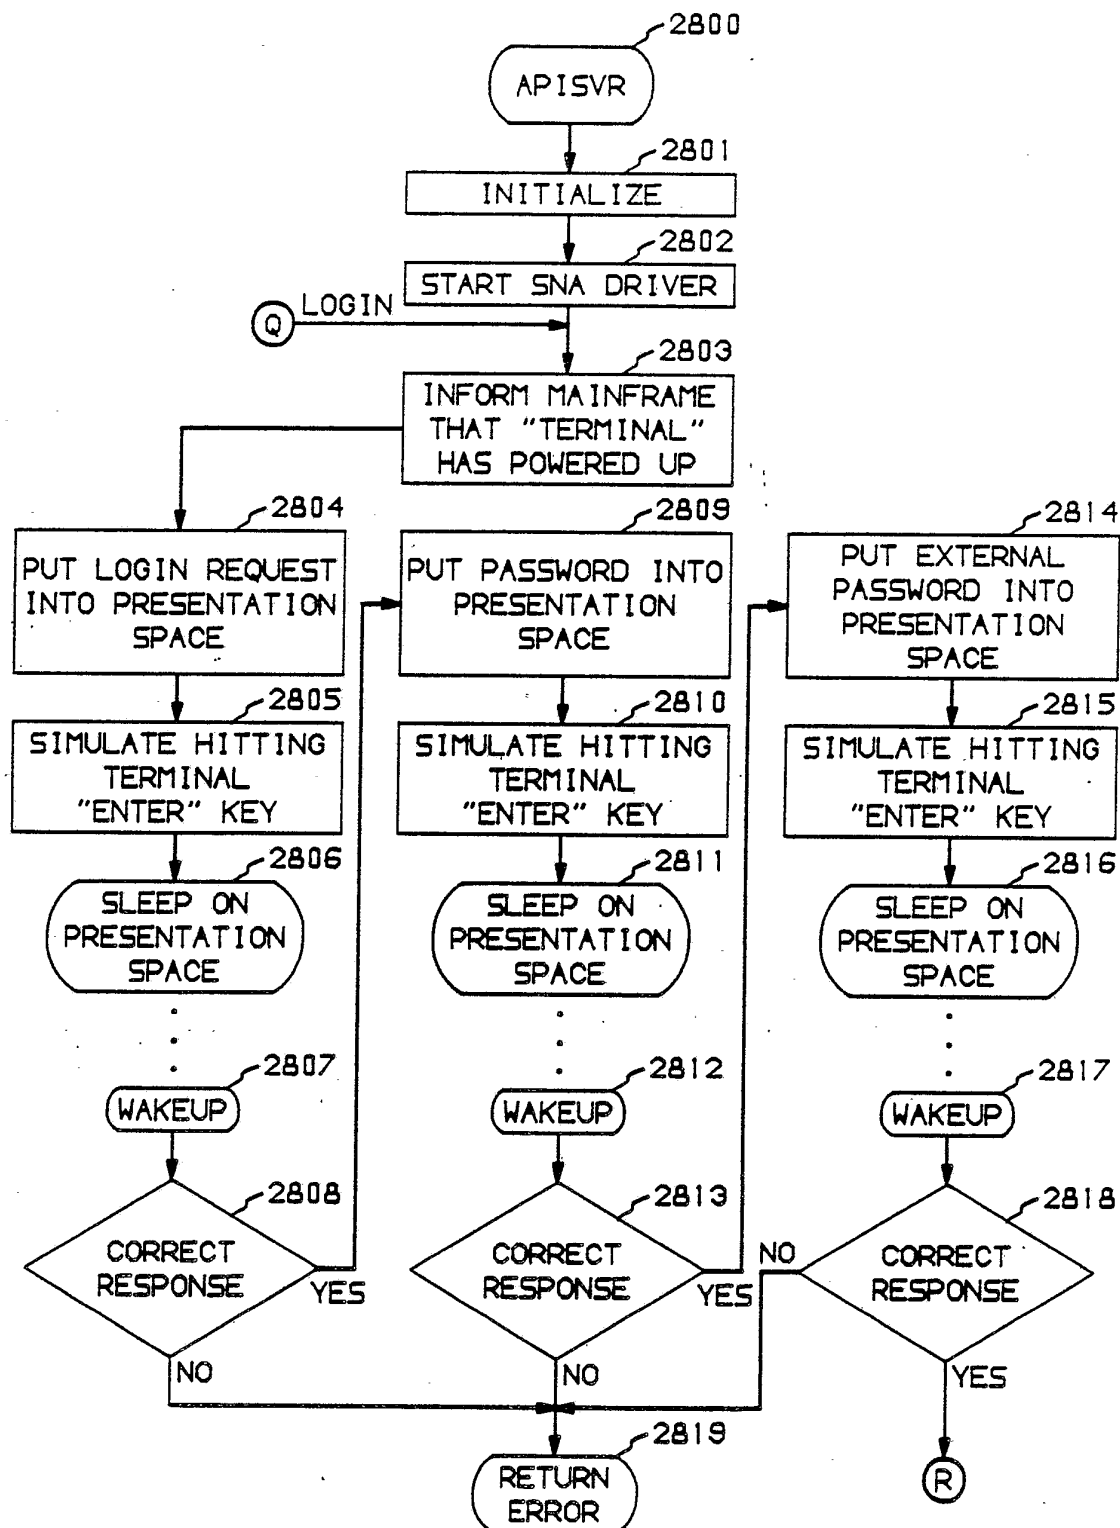 2800
APISVR
2801
INITIALIZE
2802
START SNA DRIVER
Q
LOGIN
2803
INFORM MAINFRAME
THAT "TERMINAL"
HAS POWERED UP
2804
PUT LOGIN REQUEST
INTO PRESENTATION
SPACE
2805
SIMULATE HITTING
TERMINAL
"ENTER" KEY
2806
SLEEP ON
PRESENTATION
SPACE
2807
WAKEUP
2808
CORRECT
RESPONSE
YES
NO
2809
PUT PASSWORD INTO
PRESENTATION
SPACE
2810
SIMULATE HITTING
TERMINAL
"ENTER" KEY
2811
SLEEP ON
PRESENTATION
SPACE
2812
WAKEUP
2813
CORRECT
RESPONSE
YES
NO
2814
PUT EXTERNAL
PASSWORD INTO
PRESENTATION
SPACE
2815
SIMULATE HITTING
TERMINAL
"ENTER" KEY
2816
SLEEP ON
PRESENTATION
SPACE
2817
WAKEUP
2818
CORRECT
RESPONSE
NO
YES
R
2819
RETURN
ERROR